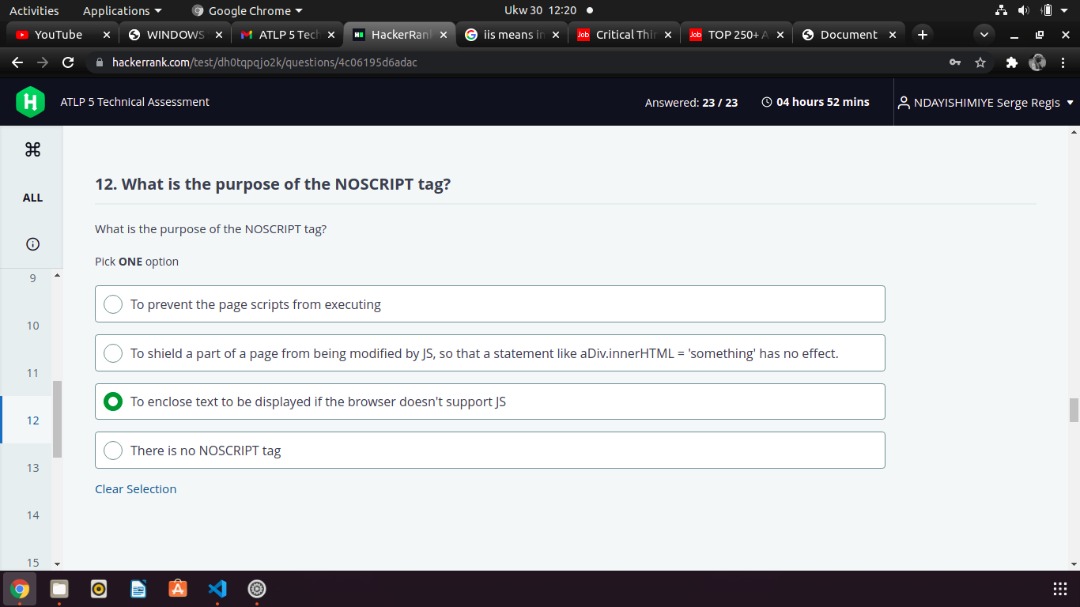 Activities Applications Google Chrome Ukw 30 12:20
YouTube WINDOWS ATLP 5 Tech HackerRan iis means in Critical Thin TOP 250+ A Document
hackerrank.com/test/dh0tqpqjo2k/questions/4c06195d6adac
H ATLP 5 Technical Assessment Answered: 23 / 23 04 hours 52 mins NDAYISHIMIYE Serge Regis
ALL
9
10
11
12
13
14
15
12. What is the purpose of the NOSCRIPT tag?
What is the purpose of the NOSCRIPT tag?
Pick ONE option
To prevent the page scripts from executing
To shield a part of a page from being modified by JS, so that a statement like aDiv.innerHTML = 'something' has no effect.
To enclose text to be displayed if the browser doesn't support JS
There is no NOSCRIPT tag
Clear Selection